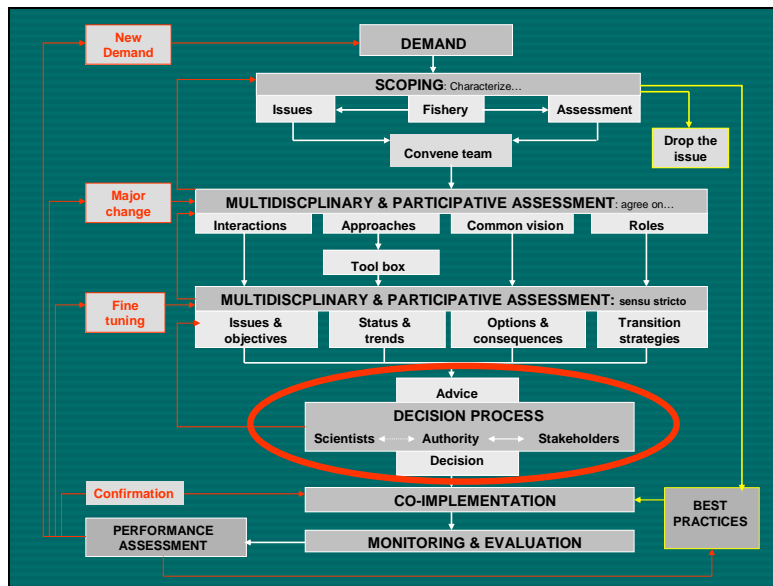 New
Demand
DEMAND
SCOPING: Characterize…
Issues
Fishery
Assessment
Drop the
issue
Convene team
Major
change
MULTIDISCPLINARY & PARTICIPATIVE ASSESSMENT: agree on…
Interactions
Approaches
Common vision
Roles
Tool box
Fine
tuning
MULTIDISCPLINARY & PARTICIPATIVE ASSESSMENT: sensu stricto
Issues &
objectives
Status &
trends
Options &
consequences
Transition
strategies
Advice
DECISION PROCESS
Scientists
Authority
Stakeholders
Decision
Confirmation
CO-IMPLEMENTATION
BEST
PRACTICES
PERFORMANCE
ASSESSMENT
MONITORING & EVALUATION